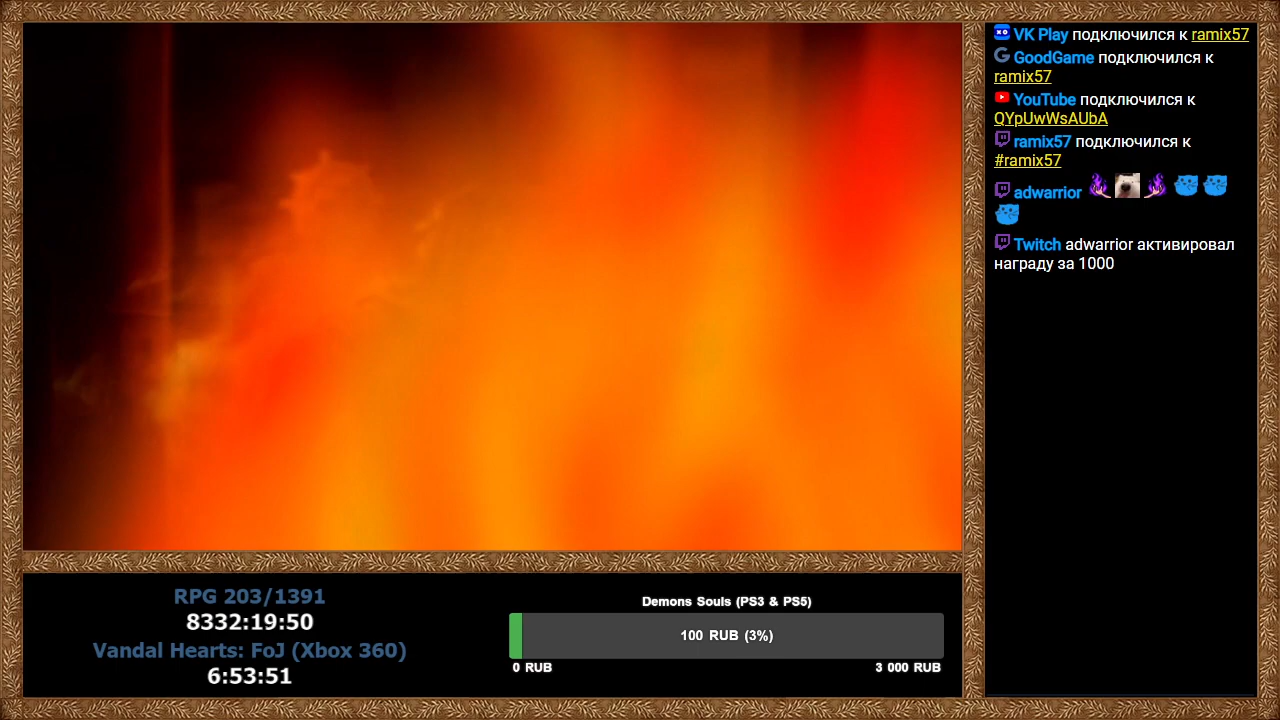 VK Play подключился к ramix57
GoodGame подключился к
ramix57
YouTube подключился к
QYpUwWsAUbA
ramix57 подключился к
#ramix57
adwarrior
Twitch adwarrior активировал
награду за 1000
RPG 203/1391
8332:19:50
Vandal Hearts: FoJ (Xbox 360)
6:53:51
Demons Souls (PS3 & PS5)
100 RUB (3%)
0 RUB
3 000 RUB